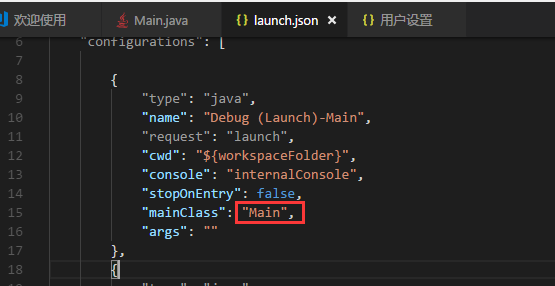 欢迎使用 Main.java {} launch.json × {} 用户设置
6 "configurations": [
7
8 {
9 "type": "java",
10 "name": "Debug (Launch)-Main",
11 "request": "launch",
12 "cwd": "${workspaceFolder}",
13 "console": "internalConsole",
14 "stopOnEntry": false,
15 "mainClass": "Main",
16 "args": ""
17 },
18 {